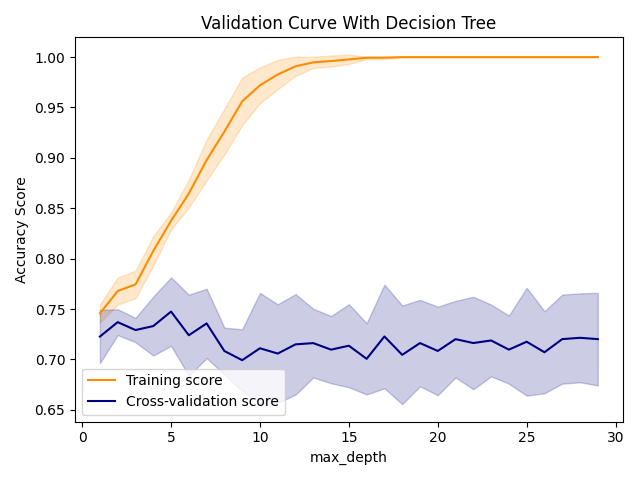 Validation Curve With Decision Tree
Accuracy Score
1.00
0.95
0.90
0.85
0.80
0.75
0.70
0.65
Training score
Cross-validation score
0 5 10 15 20 25 30
max_depth